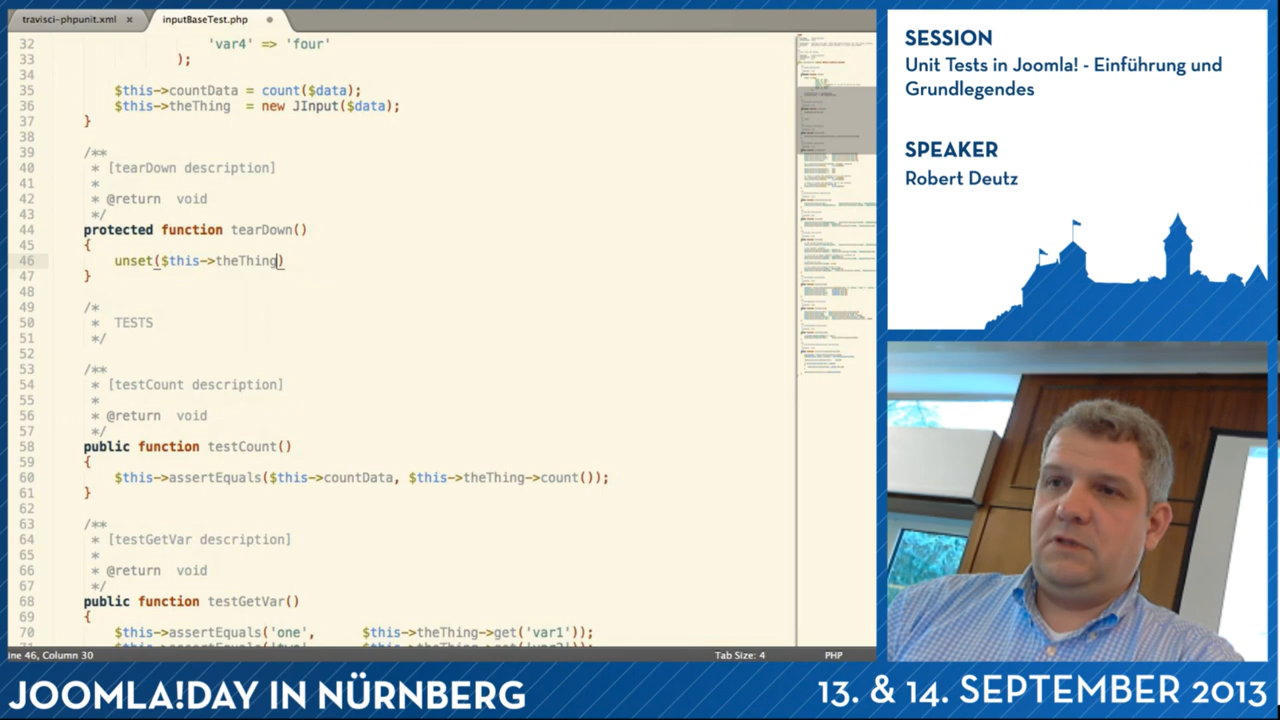 travisci-phpunit.xml ×
inputBaseTest.php
32 'var4' => 'four'
33 );
34
35 $this->countData = count($data);
36 $this->theThing = new JInput($data);
37 }
38
39 /**
40 * [tearDown description]
41 *
42 * @return void
43 */
44 protected function tearDown()
45 {
46 unset($this->theThing)
47 }
48
49 /*
50 * TESTS
51 */
52
53 /**
54 * [testCount description]
55 *
56 * @return void
57 */
58 public function testCount()
59 {
60 $this->assertEquals($this->countData, $this->theThing->count());
61 }
62
63 /**
64 * [testGetVar description]
65 *
66 * @return void
67 */
68 public function testGetVar()
69 {
70 $this->assertEquals('one', $this->theThing->get('var1'));
ine 46, Column 30
Tab Size: 4
PHP
SESSION
Unit Tests in Joomla! - Einführung und
Grundlegendes
SPEAKER
Robert Deutz
JOOMLA!DAY IN NÜRNBERG
13. & 14. SEPTEMBER 2013